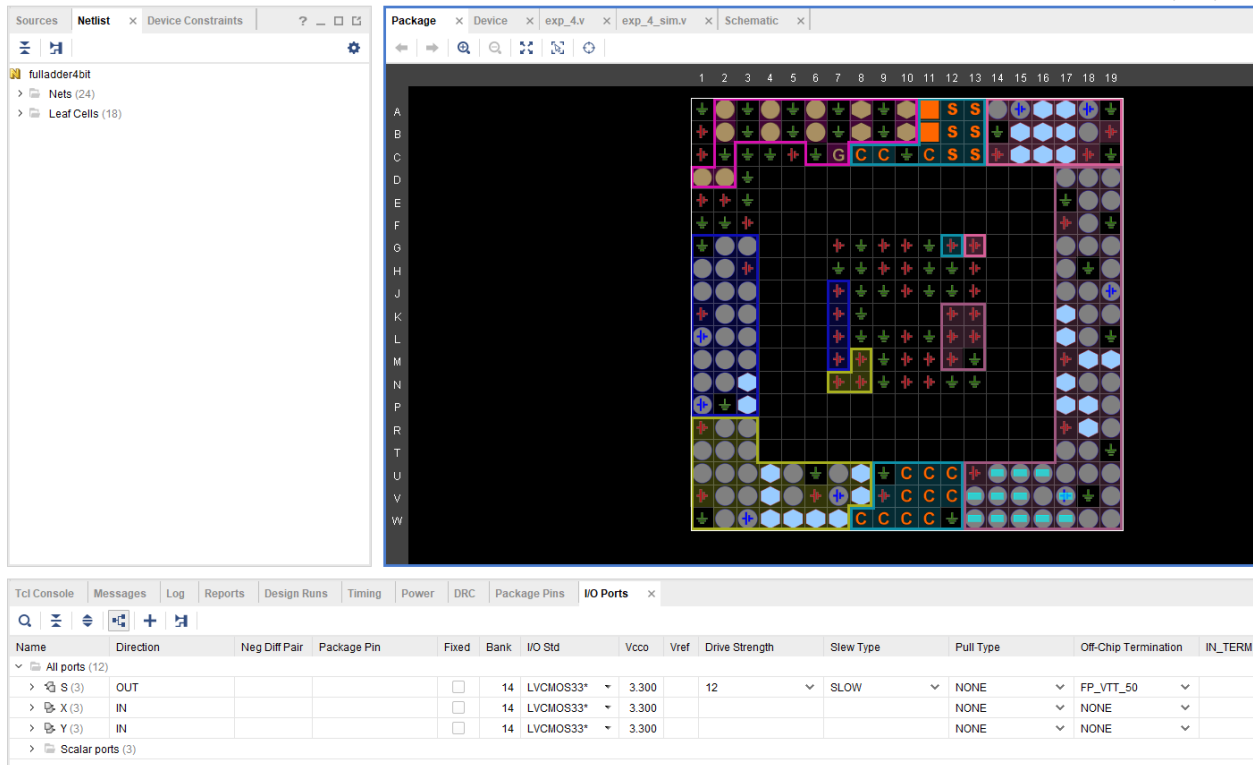 Sources Netlist × Device Constraints ? _ □
Package × Device × exp_4.v × exp_4_sim.v × Schematic ×
N fulladder4bit
> Nets (24)
> Leaf Cells (18)
1 2 3 4 5 6 7 8 9 10 11 12 13 14 15 16 17 18 19
A S S
B S S
C G C C C S S
D
E
F
G
H
J
K
L
M
N
P
R
T
U C C C
V C C C
W C C C C
Tcl Console Messages Log Reports Design Runs Timing Power DRC Package Pins I/O Ports ×
Name Direction Neg Diff Pair Package Pin Fixed Bank I/O Std Vcco Vref Drive Strength Slew Type Pull Type Off-Chip Termination IN_TERM
All ports (12)
> S (3) OUT 14 LVCMOS33* 3.300 12 SLOW NONE FP_VTT_50
> X (3) IN 14 LVCMOS33* 3.300 NONE NONE
> Y (3) IN 14 LVCMOS33* 3.300 NONE NONE
> Scalar ports (3)